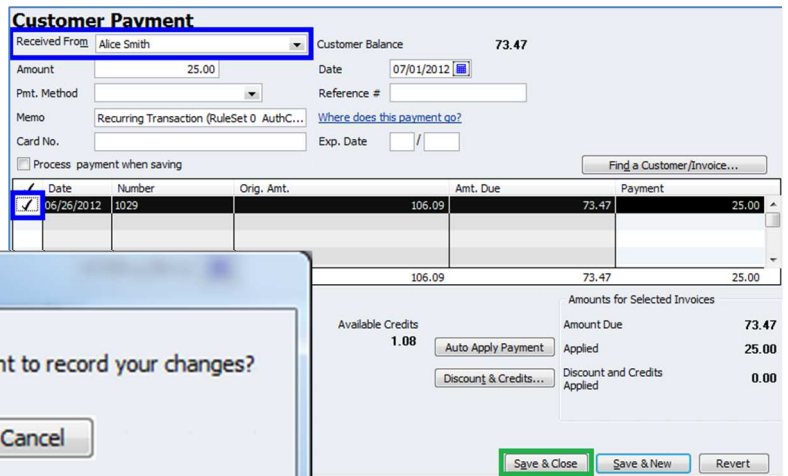 Customer Payment
Received From Alice Smith Customer Balance 73.47
Amount 25.00 Date 07/01/2012
Pmt. Method Reference #
Memo Recurring Transaction (RuleSet 0 AuthC... Where does this payment go?
Card No. Exp. Date /
Process payment when saving Find a Customer/Invoice...
✓ Date Number Orig. Amt. Amt. Due Payment
✓ 06/26/2012 1029 106.09 73.47 25.00
106.09 73.47 25.00
Amounts for Selected Invoices
Available Credits Amount Due 73.47
1.08 Auto Apply Payment Applied 25.00
Discount & Credits... Discount and Credits
Applied 0.00
nt to record your changes?
Cancel
Save & Close Save & New Revert